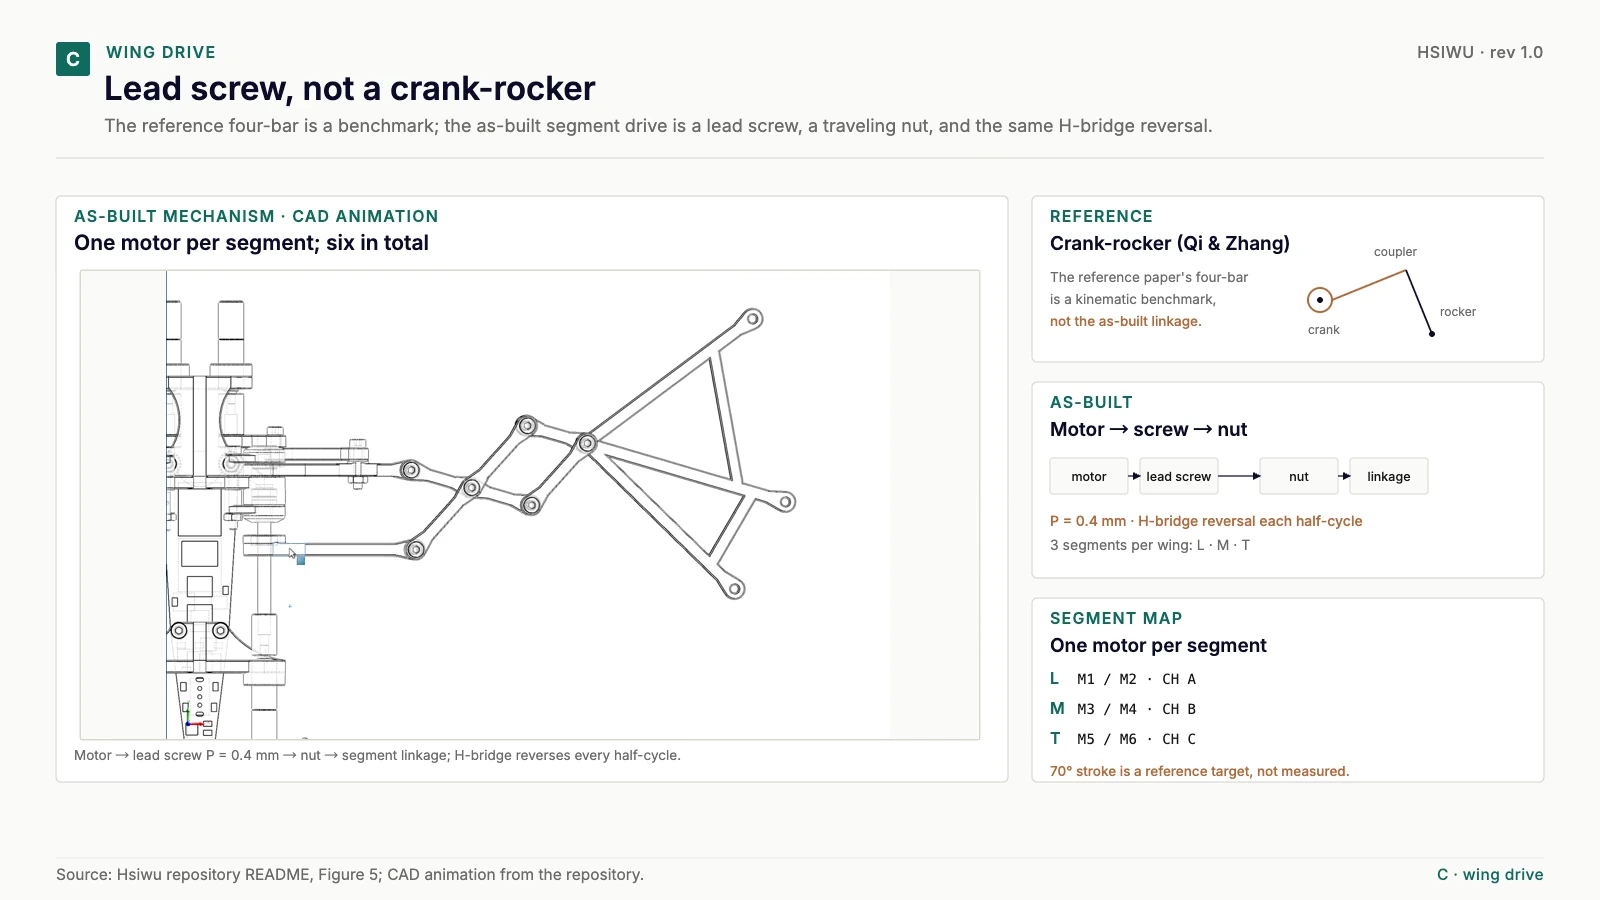 C
WING DRIVE
HSIWU · rev 1.0
Lead screw, not a crank-rocker
The reference four-bar is a benchmark; the as-built segment drive is a lead screw, a traveling nut, and the same H-bridge reversal.
AS-BUILT MECHANISM · CAD ANIMATION
One motor per segment; six in total
Motor → lead screw P = 0.4 mm → nut → segment linkage; H-bridge reverses every half-cycle.
REFERENCE
Crank-rocker (Qi & Zhang)
The reference paper's four-bar
is a kinematic benchmark,
not the as-built linkage.
coupler
rocker
crank
AS-BUILT
Motor → screw → nut
motor
lead screw
nut
linkage
P = 0.4 mm · H-bridge reversal each half-cycle
3 segments per wing: L · M · T
SEGMENT MAP
One motor per segment
L M1 / M2 · CH A
M M3 / M4 · CH B
T M5 / M6 · CH C
70° stroke is a reference target, not measured.
Source: Hsiwu repository README, Figure 5; CAD animation from the repository.
C · wing drive